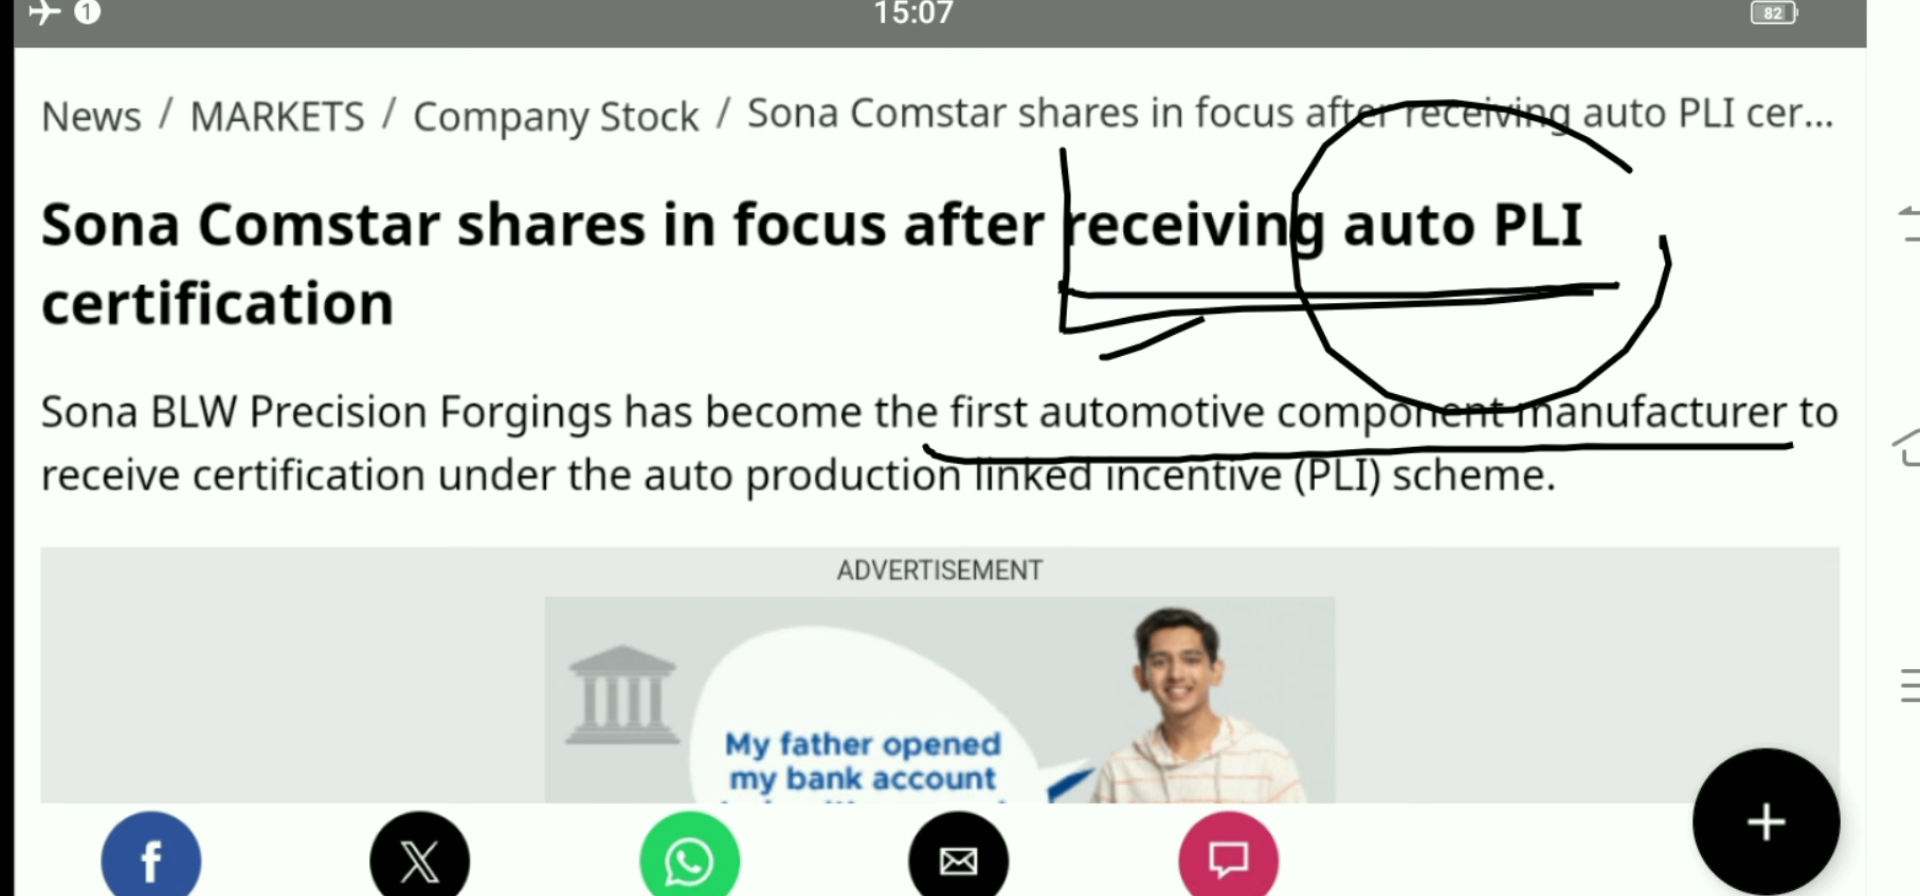 1
15:07
82
News / MARKETS / Company Stock / Sona Comstar shares in focus after receiving auto PLI cer...
Sona Comstar shares in focus after receiving auto PLI
certification
Sona BLW Precision Forgings has become the first automotive component manufacturer to
receive certification under the auto production linked incentive (PLI) scheme.
ADVERTISEMENT
My father opened
my bank account